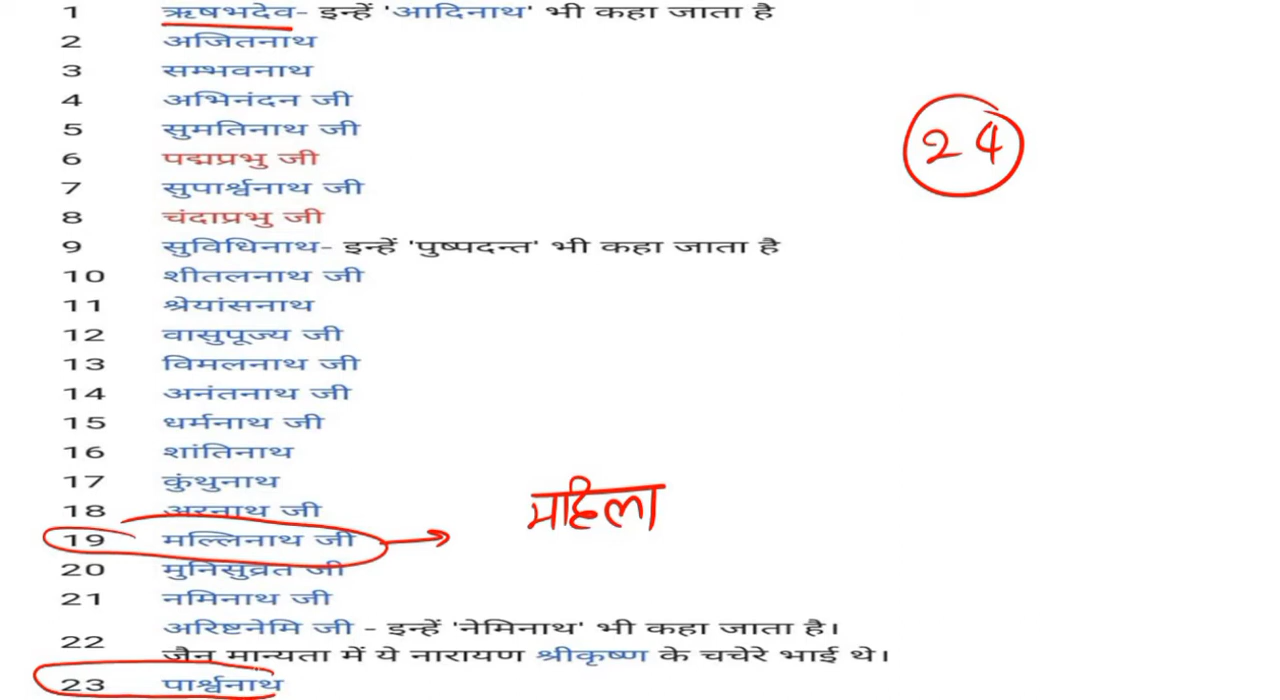 1 ऋषभदेव- इन्हें 'आदिनाथ' भी कहा जाता है
2 अजितनाथ
3 सम्भवनाथ
4 अभिनंदन जी
5 सुमतिनाथ जी
24
6 पद्मप्रभु जी
7 सुपार्श्वनाथ जी
8 चंदाप्रभु जी
9 सुविधिनाथ- इन्हें 'पुष्पदन्त' भी कहा जाता है
10 शीतलनाथ जी
11 श्रेयांसनाथ
12 वासुपूज्य जी
13 विमलनाथ जी
14 अनंतनाथ जी
15 धर्मनाथ जी
16 शांतिनाथ
17 कुंथुनाथ
18 अरनाथ जी
महिला
19 मल्लिनाथ जी
20 मुनिसुव्रत जी
21 नमिनाथ जी
22 अरिष्टनेमि जी - इन्हें 'नेमिनाथ' भी कहा जाता है।
जैन मान्यता में ये नारायण श्रीकृष्ण के चचेरे भाई थे।
23 पार्श्वनाथ